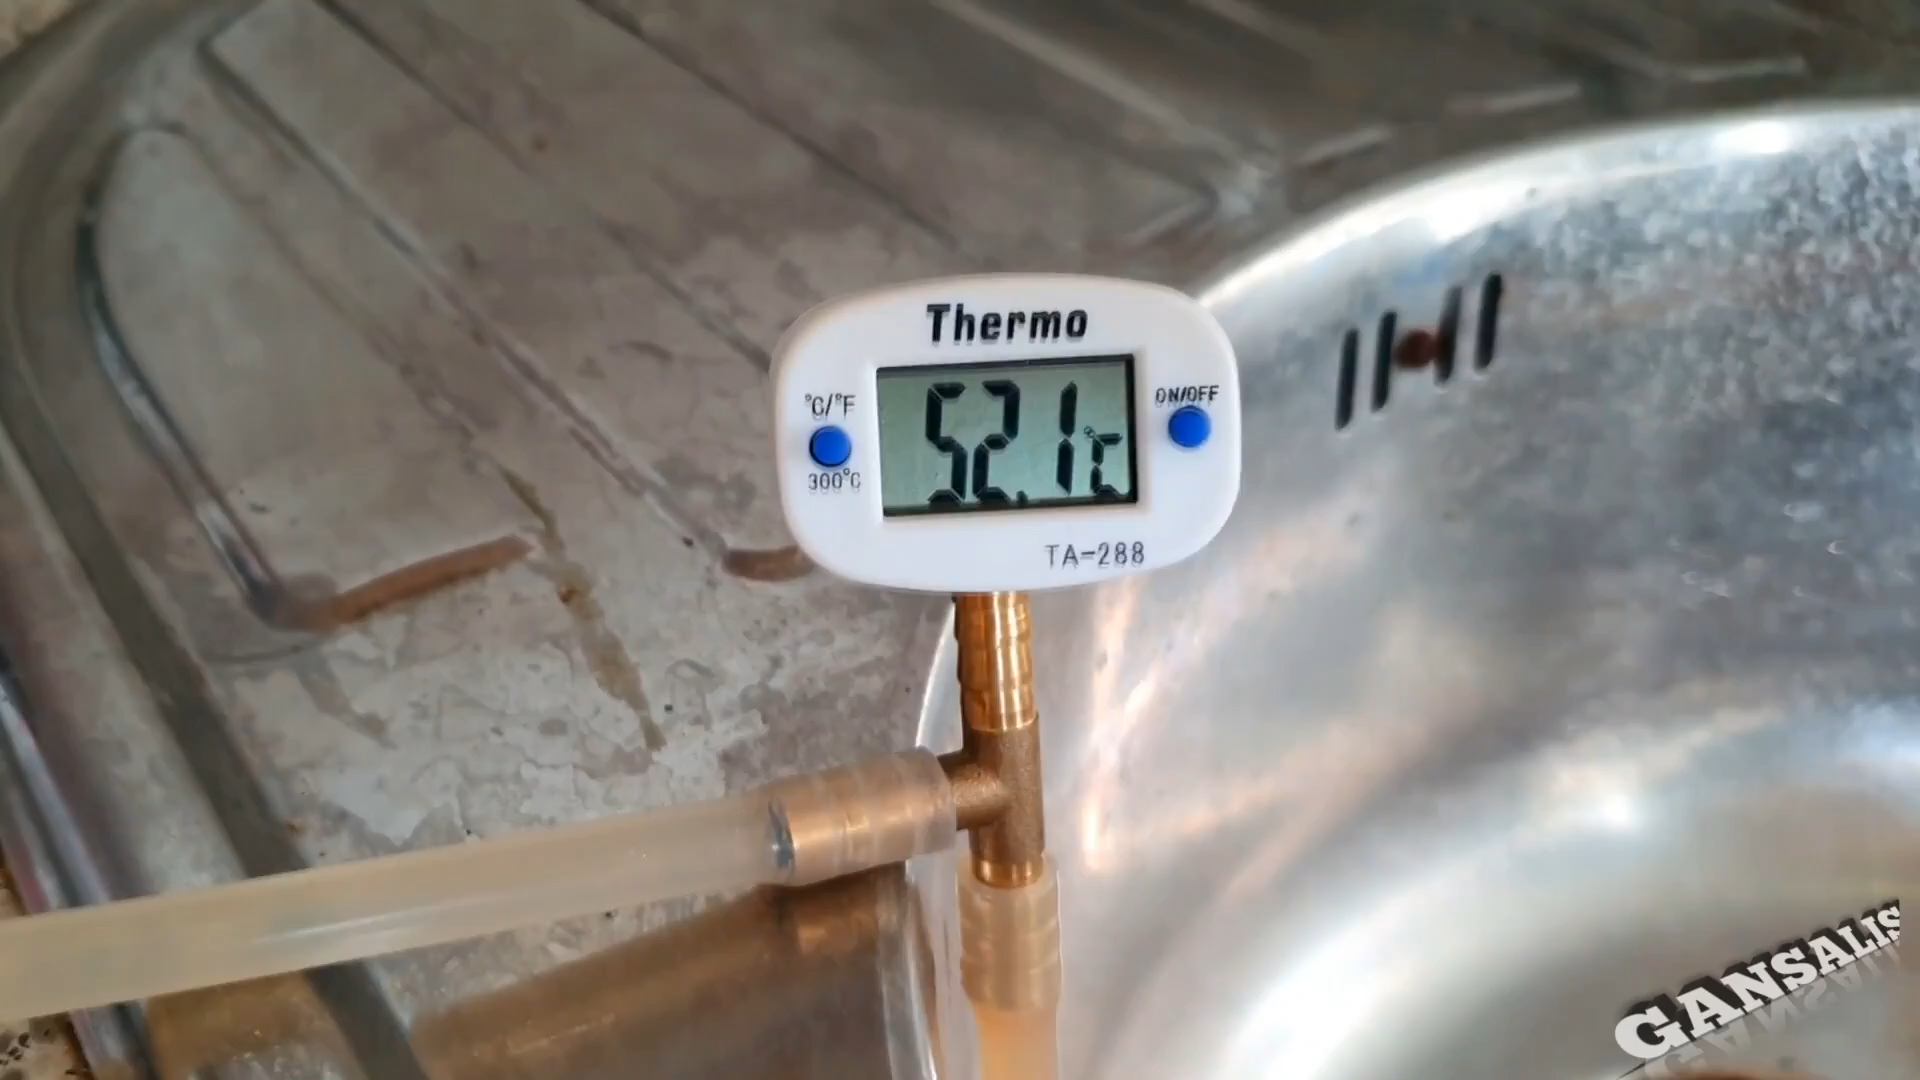 Thermo
°C/°F
ON/OFF
52.1°C
300°C
TA-288
GANSALIS